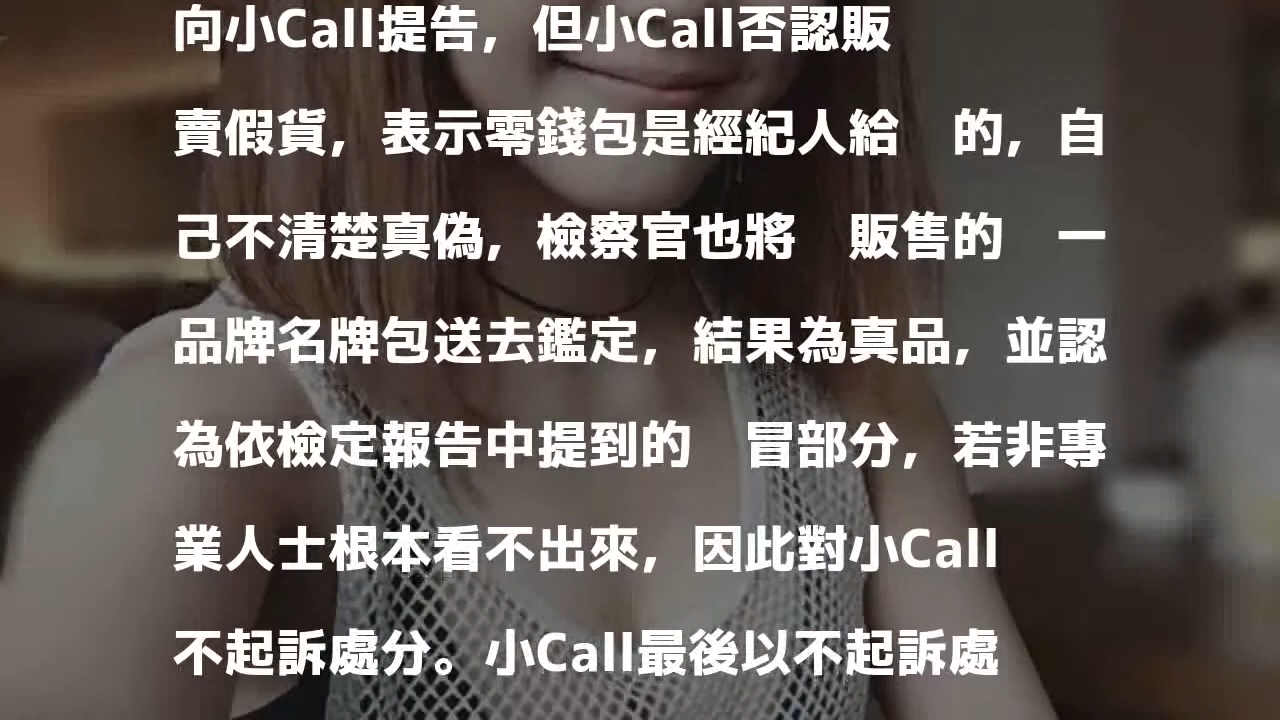 向小Call提告，但小Call否認販
賣假貨，表示零錢包是經紀人給　的，自
己不清楚真偽，檢察官也將　販售的　一
品牌名牌包送去鑑定，結果為真品，並認
為依檢定報告中提到的　冒部分，若非專
業人士根本看不出來，因此對小Call
不起訴處分。小Call最後以不起訴處